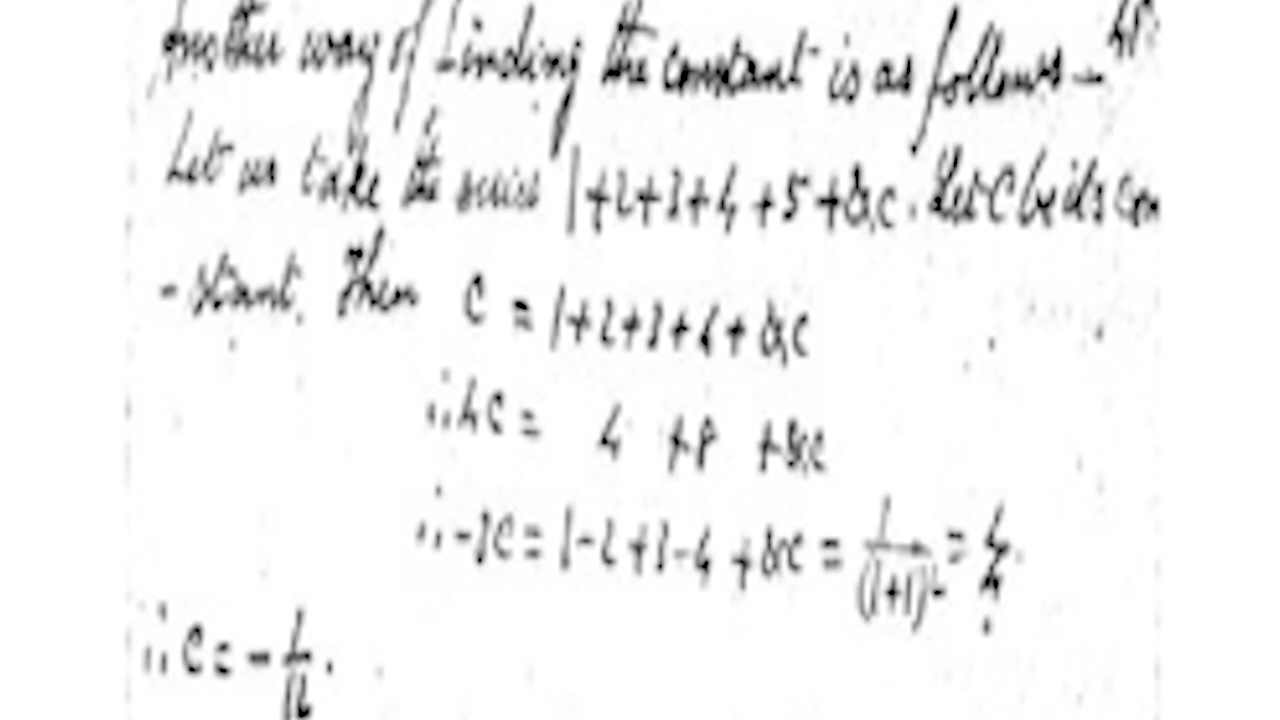 Another way of finding the constant is as follows — 41.
Let us take the series 1+2+3+4+5+&c. Let C be its con
-stant. Then C = 1+2+3+4+&c
∴ 4C = 4 +8 +&c
∴ -3C = 1-2+3-4+&c = 1/(1+1)² = 1/4
∴ C = -1/12.